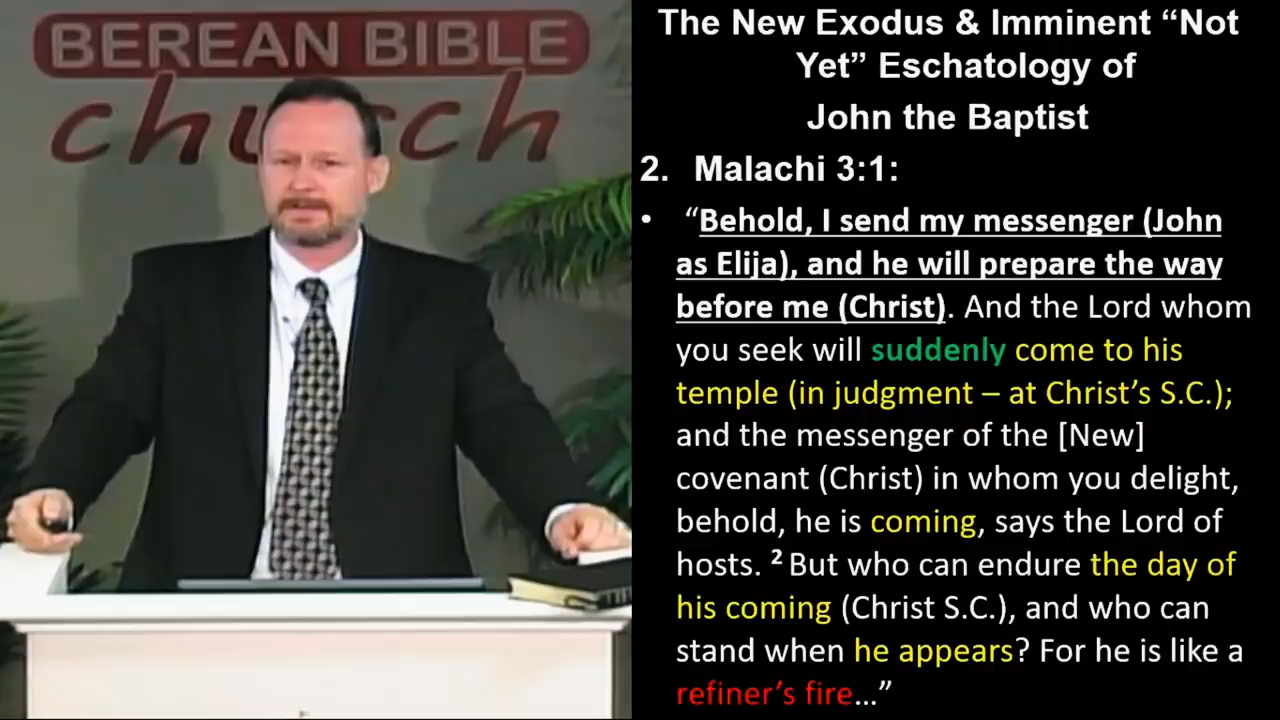 BEREAN BIBLE
church
The New Exodus & Imminent “Not
Yet” Eschatology of
John the Baptist
2. Malachi 3:1:
• “Behold, I send my messenger (John
as Elija), and he will prepare the way
before me (Christ). And the Lord whom
you seek will suddenly come to his
temple (in judgment – at Christ’s S.C.);
and the messenger of the [New]
covenant (Christ) in whom you delight,
behold, he is coming, says the Lord of
hosts. ² But who can endure the day of
his coming (Christ S.C.), and who can
stand when he appears? For he is like a
refiner’s fire…”